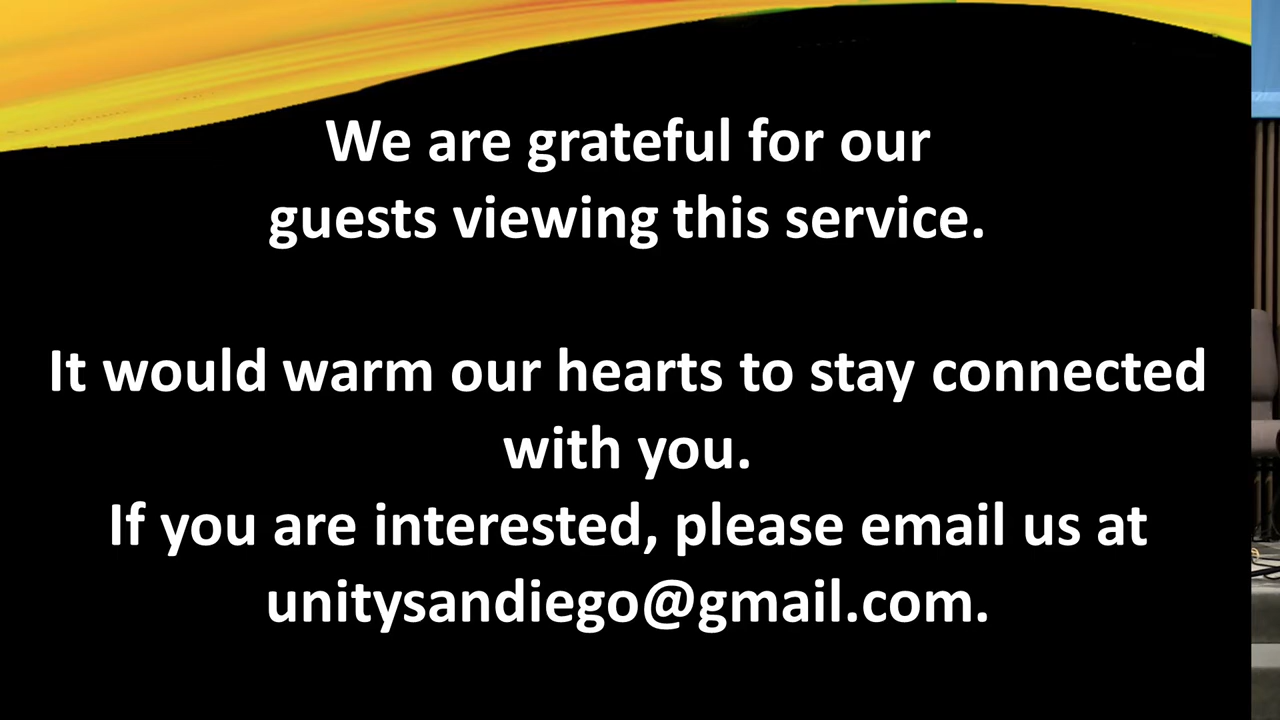 We are grateful for our
guests viewing this service.
It would warm our hearts to stay connected
with you.
If you are interested, please email us at
unitysandiego@gmail.com.